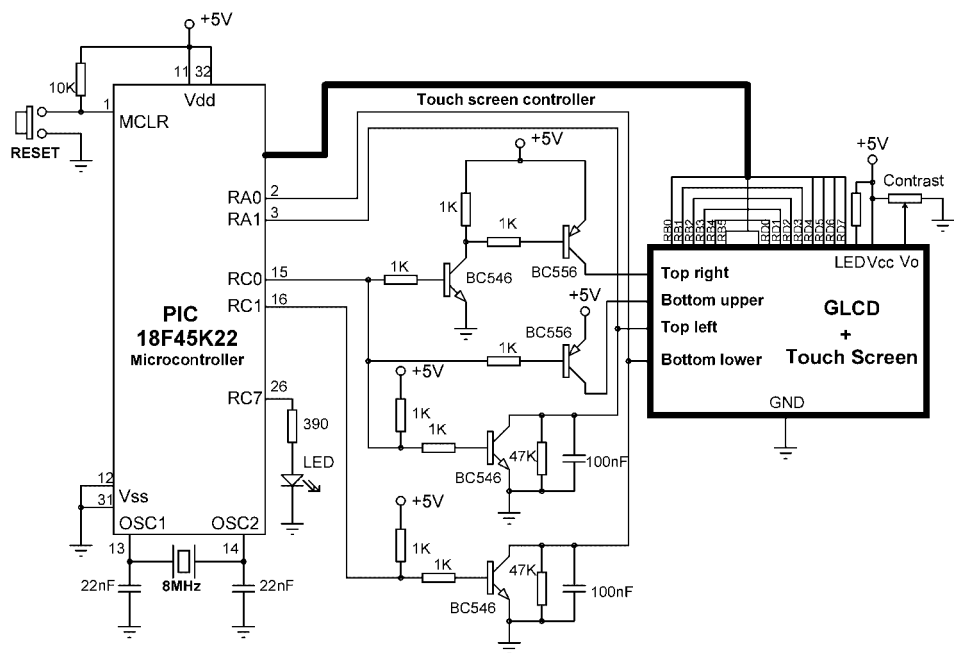 +5V
11 32
Vdd
10K
1
MCLR
RESET
Touch screen controller
RA0 2
RA1 3
RC0 15
RC1 16
PIC
18F45K22
Microcontroller
RC7 26
390
LED
12
Vss
31
OSC1 OSC2
13 14
22nF
8MHz
22nF
+5V
1K
1K
1K
BC546
BC556
+5V
BC556
1K
+5V
1K
1K
BC546
47K
100nF
+5V
1K
1K
BC546
47K
100nF
+5V
Contrast
RB0
RB1
RB2
RB3
RB4
RB5
RD0
RD1
RD2
RD3
RD4
RD5
RD6
RD7
LED Vcc Vo
Top right
Bottom upper
Top left
Bottom lower
GLCD
+
Touch Screen
GND